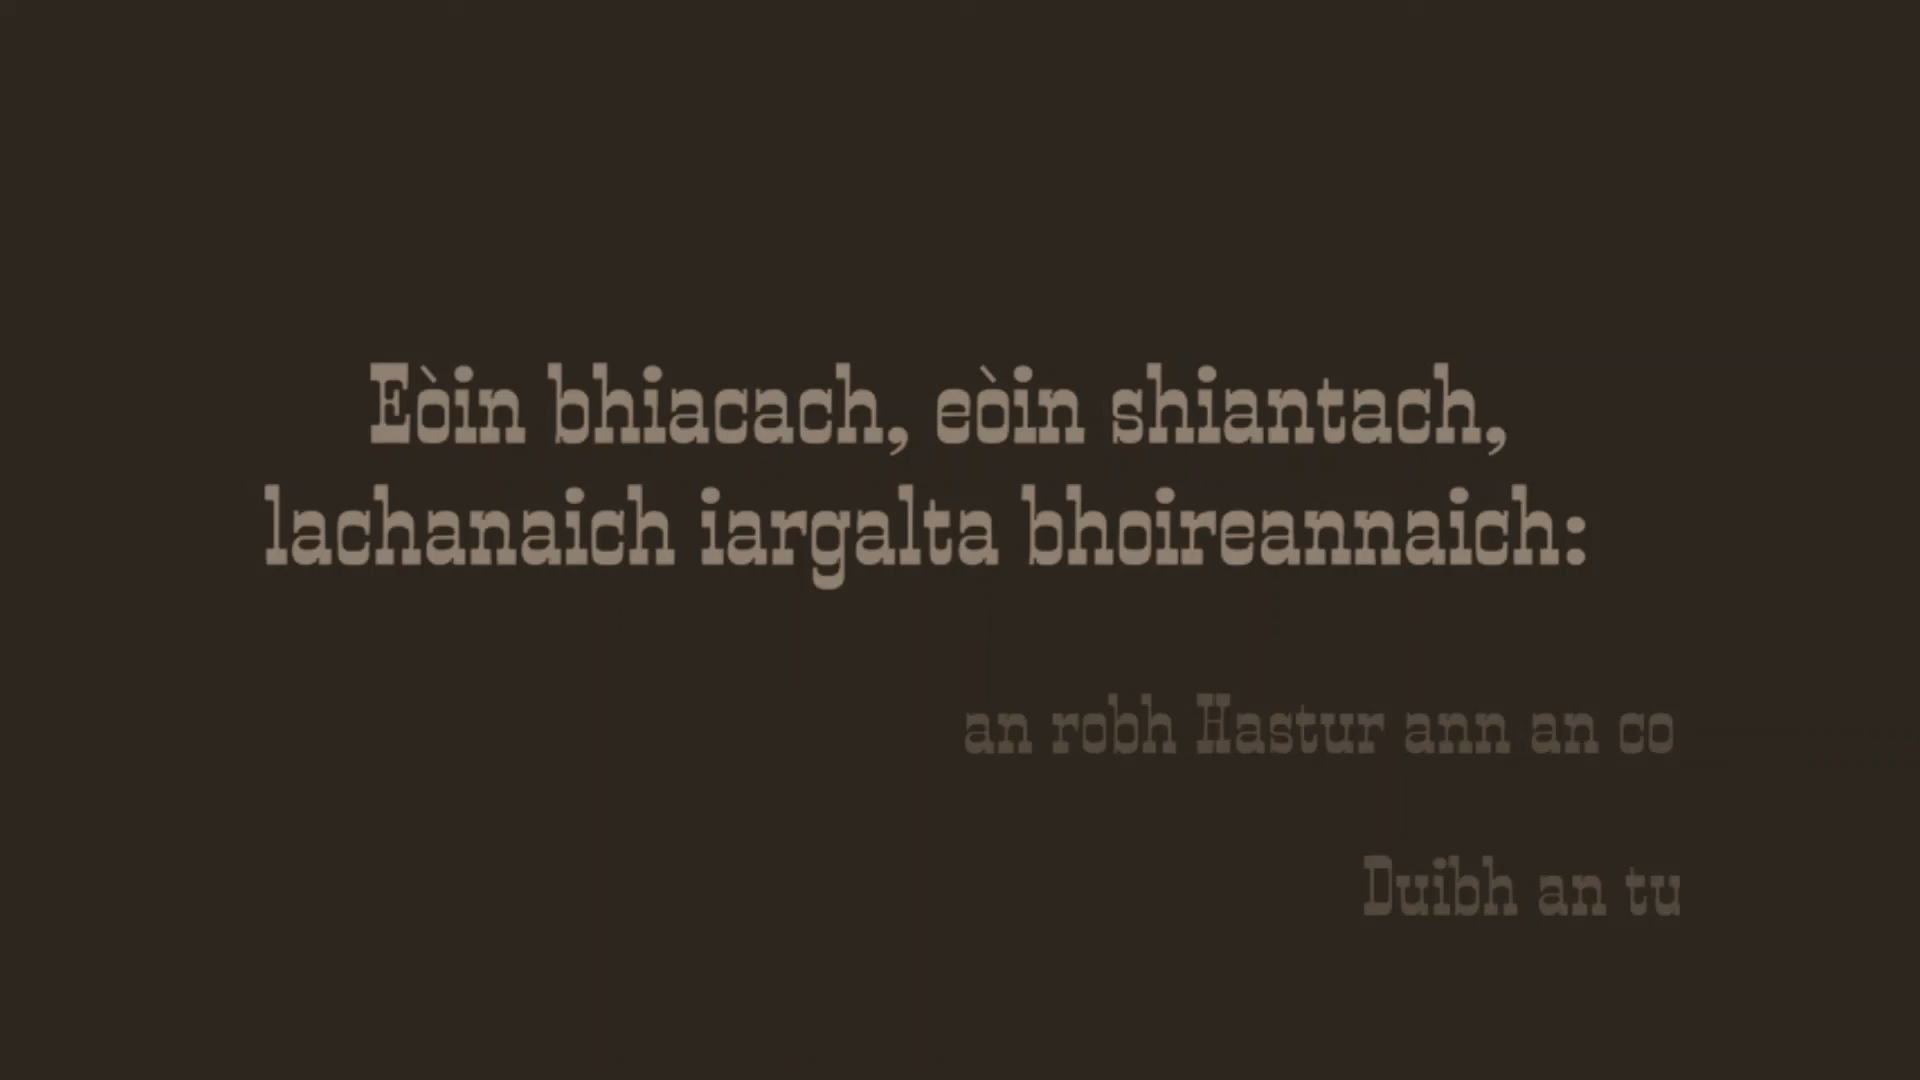 Eòin bhiacach, eòin shiantach,
lachanaich iargalta bhoireannaich:
an robh Hastur ann an co
Duibh an tu